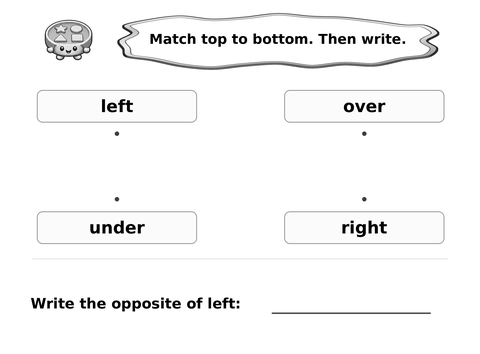 Match top to bottom. Then write.
left
over
under
right
Write the opposite of left: